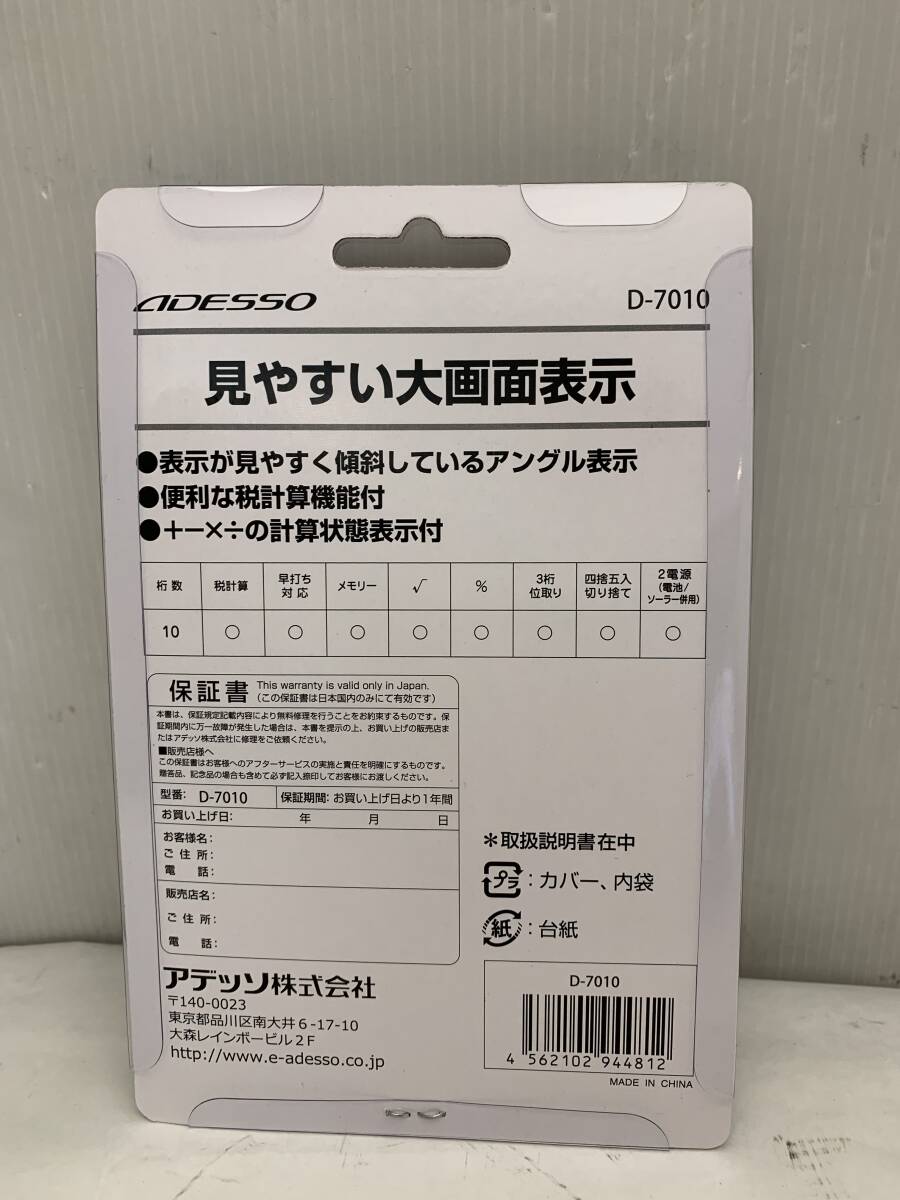 ADESSO D-7010
見やすい大画面表示
●表示が見やすく傾斜しているアングル表示
●便利な税計算機能付
●＋－×÷の計算状態表示付
桁数 税計算 早打ち対応 メモリー √ % 3桁位取り 四捨五入切り捨て 2電源(電池/ソーラー併用)
10 ○ ○ ○ ○ ○ ○ ○ ○
保証書 This warranty is valid only in Japan.
(この保証書は日本国内のみにて有効です)
本書は、保証規定記載内容により無料修理を行うことをお約束するものです。保
証期間内に万一故障が発生した場合は、本書を提示の上、お買い上げの販売店ま
たはアデッソ株式会社に修理をご依頼ください。
■販売店様へ
この保証書はお客様へのアフターサービスの実施と責任を明確にするものです。
贈答品、記念品の場合も含めて必ず記入捺印してお客様にお渡しください。
型番: D-7010 保証期間: お買い上げ日より1年間
お買い上げ日: 年 月 日
お客様名:
ご住所:
電話:
販売店名:
ご住所:
電話:
＊取扱説明書在中
プラ : カバー、内袋
紙 : 台紙
アデッソ株式会社
〒140-0023
東京都品川区南大井6-17-10
大森レインボービル2F
http://www.e-adesso.co.jp
D-7010
4 562102 944812
MADE IN CHINA